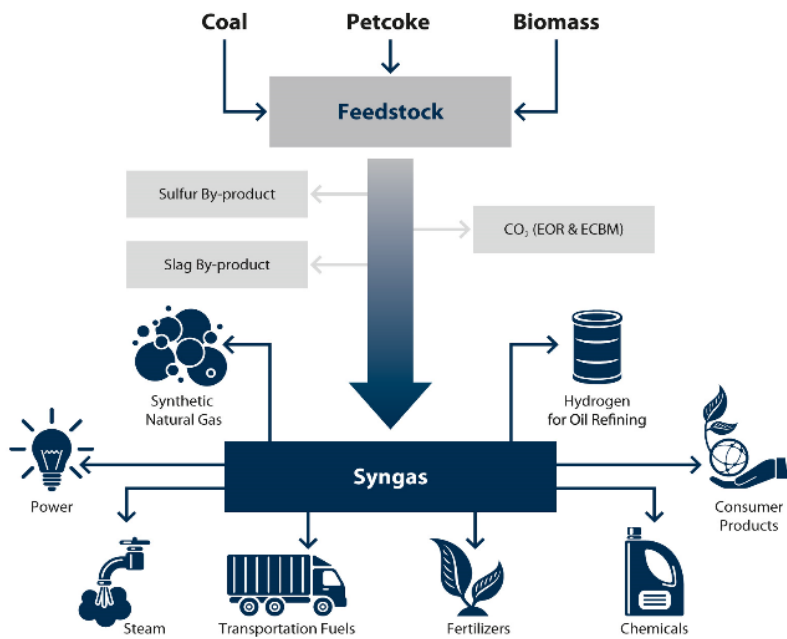 Coal
Petcoke
Biomass
Feedstock
Sulfur By-product
CO₂ (EOR & ECBM)
Slag By-product
Synthetic
Natural Gas
Hydrogen
for Oil Refining
Syngas
Power
Consumer
Products
Steam
Transportation Fuels
Fertilizers
Chemicals